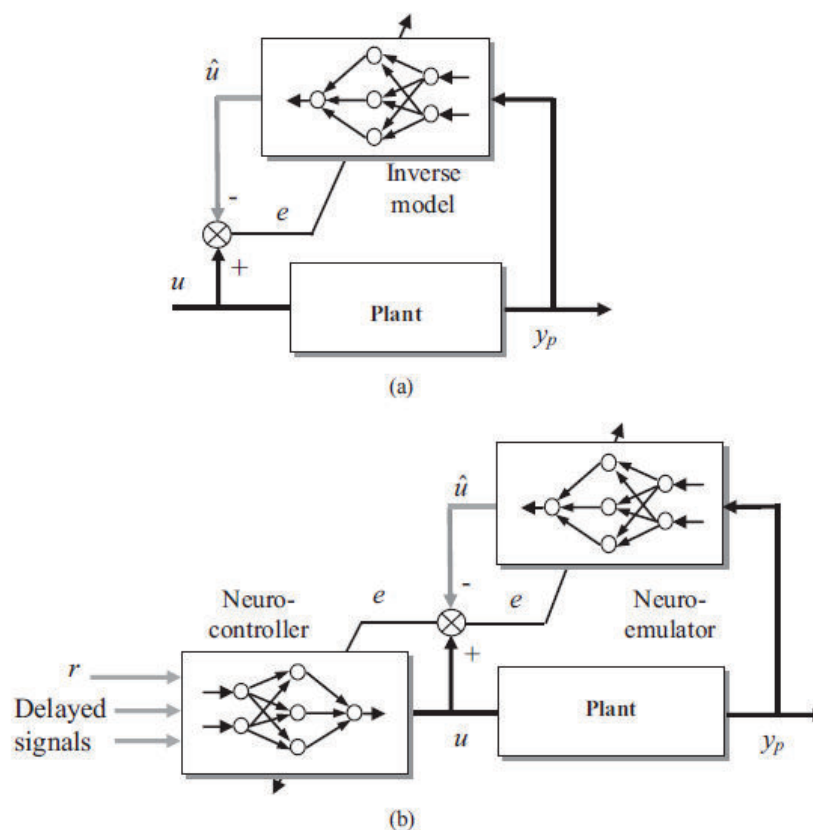 û
Inverse
model
-
e
+
u
Plant
yₚ
(a)
û
-
Neuro-
controller
e
e
Neuro-
emulator
+
r
Delayed
signals
Plant
u
yₚ
(b)